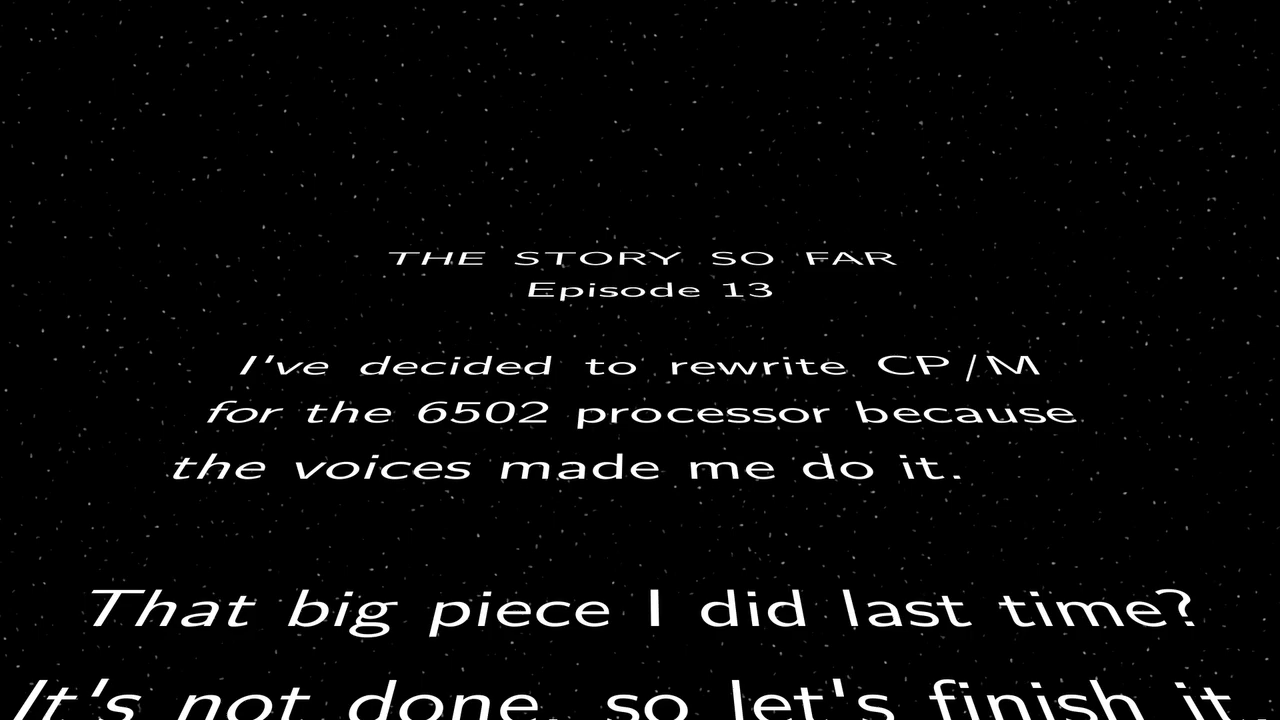 THE STORY SO FAR
Episode 13
I've decided to rewrite CP/M
for the 6502 processor because
the voices made me do it.
That big piece I did last time?
It's not done, so let's finish it.